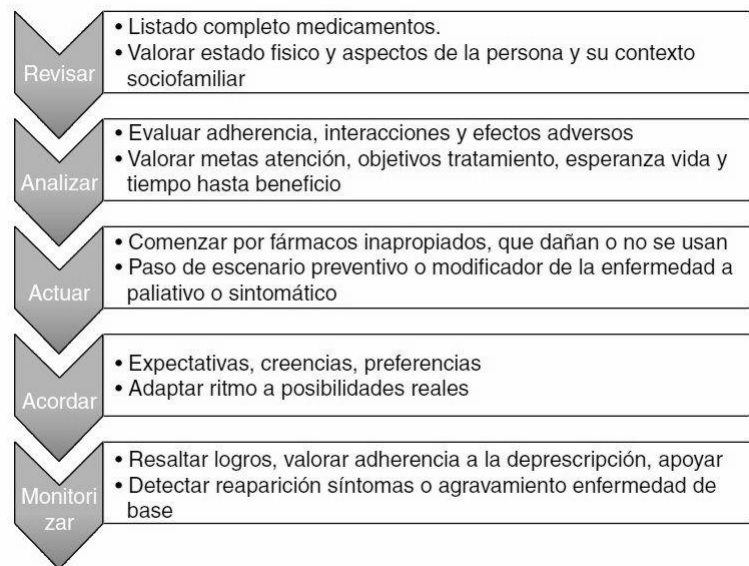 Revisar
• Listado completo medicamentos.
• Valorar estado fisico y aspectos de la persona y su contexto
sociofamiliar
Analizar
• Evaluar adherencia, interacciones y efectos adversos
• Valorar metas atención, objetivos tratamiento, esperanza vida y
tiempo hasta beneficio
Actuar
• Comenzar por fármacos inapropiados, que dañan o no se usan
• Paso de escenario preventivo o modificador de la enfermedad a
paliativo o sintomático
Acordar
• Expectativas, creencias, preferencias
• Adaptar ritmo a posibilidades reales
Monitori
zar
• Resaltar logros, valorar adherencia a la deprescripción, apoyar
• Detectar reaparición síntomas o agravamiento enfermedad de
base